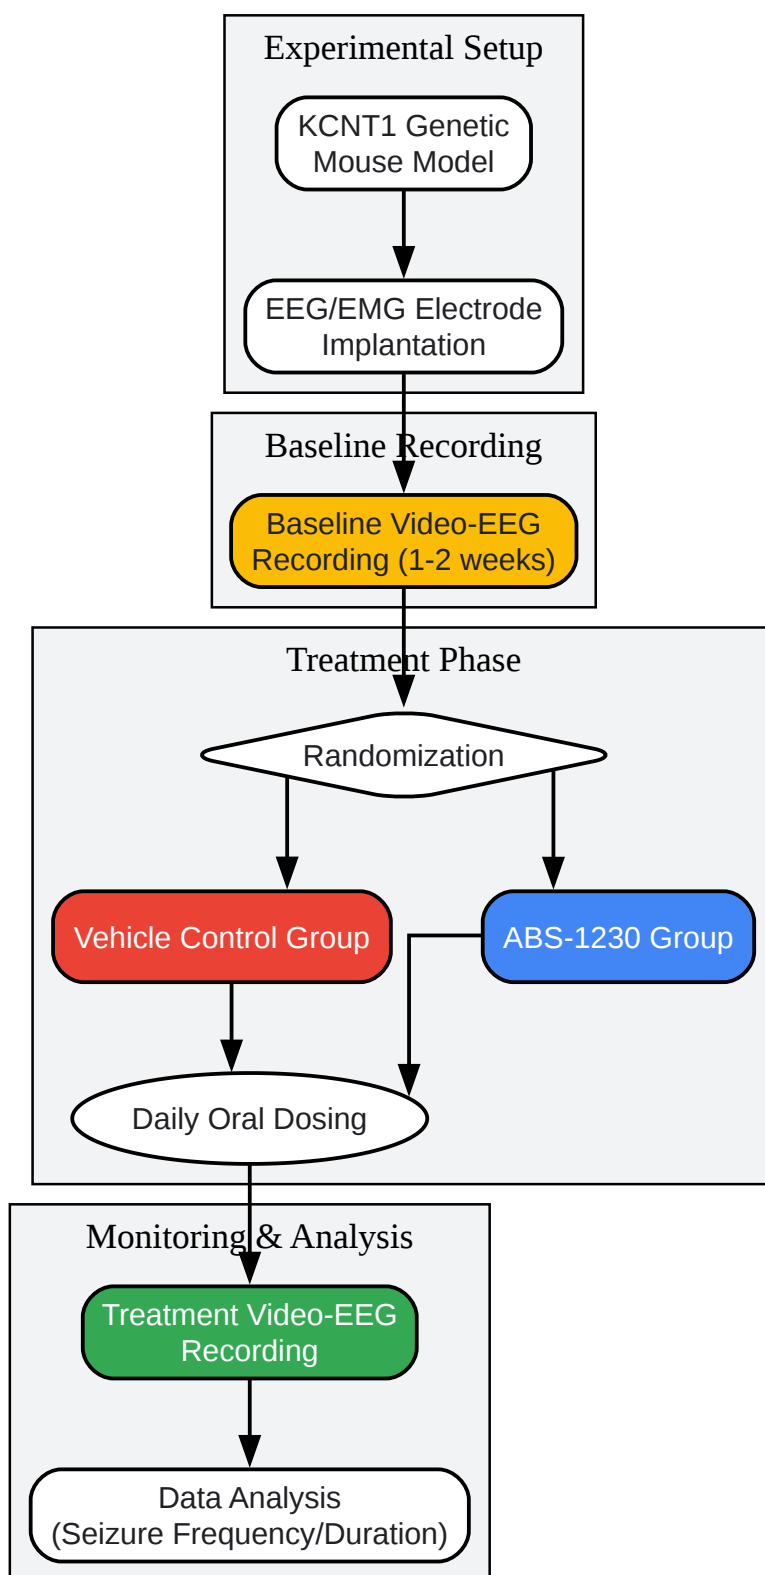 Experimental Setup
KCNT1 Genetic
Mouse Model
EEG/EMG Electrode
Implantation
Baseline Recording
Baseline Video-EEG
Recording (1-2 weeks)
Treatment Phase
Randomization
Vehicle Control Group
ABS-1230 Group
Daily Oral Dosing
Monitoring & Analysis
Treatment Video-EEG
Recording
Data Analysis
(Seizure Frequency/Duration)